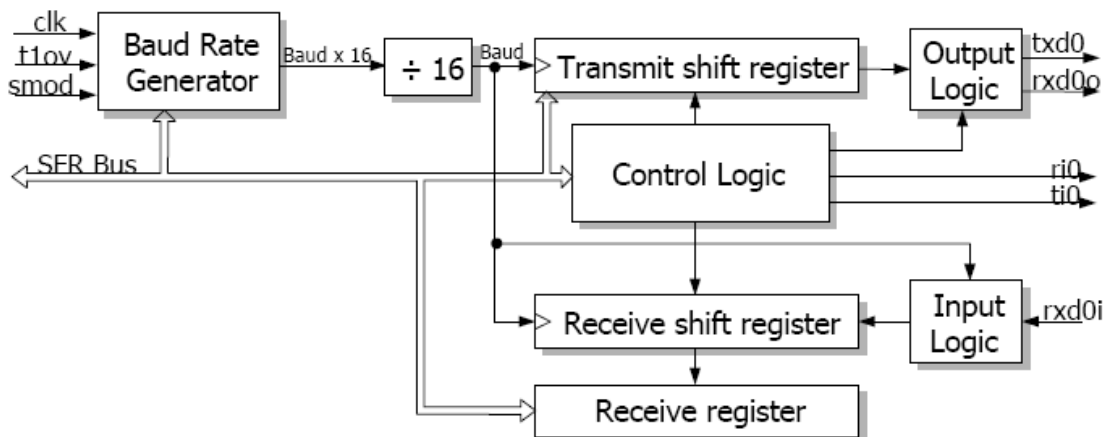 clk
t1ov
smod
Baud Rate
Generator
Baud x 16
÷ 16
Baud
Transmit shift register
Output
Logic
txd0
rxd0o
SFR Bus
Control Logic
ri0
ti0
Receive shift register
Input
Logic
rxd0i
Receive register